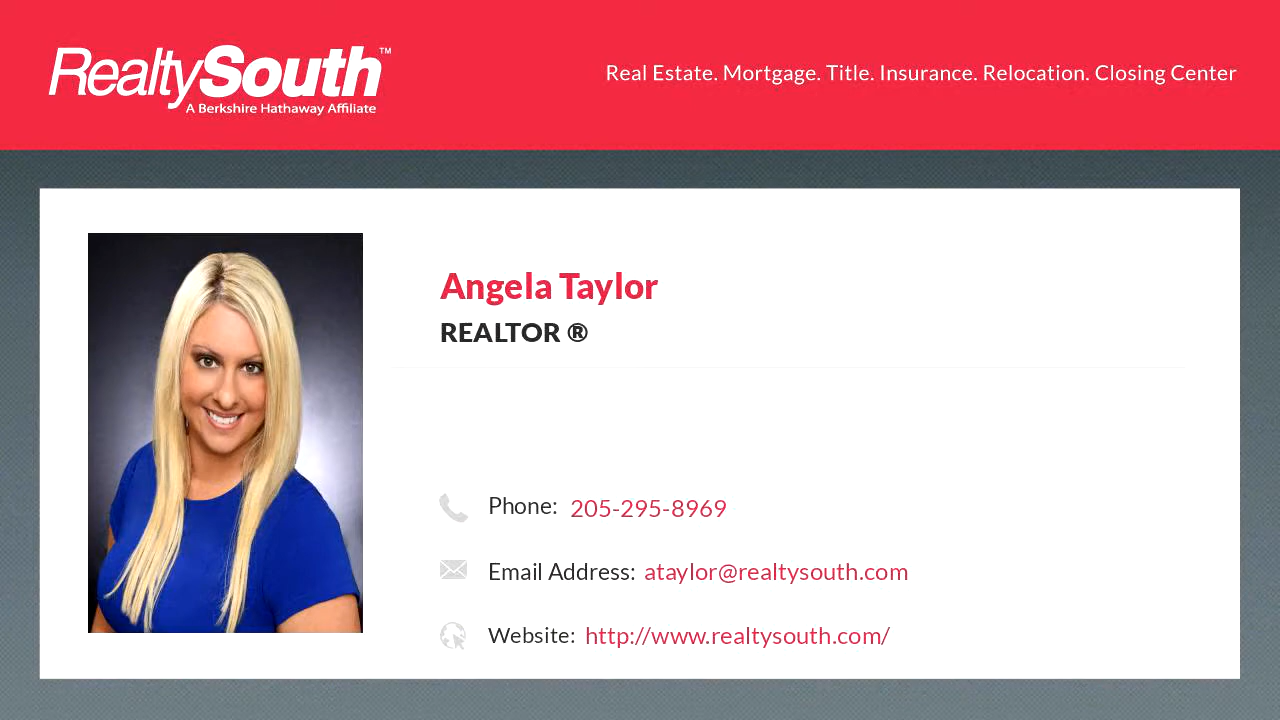 RealtySouth™
A Berkshire Hathaway Affiliate
Real Estate. Mortgage. Title. Insurance. Relocation. Closing Center
Angela Taylor
REALTOR ®
Phone: 205-295-8969
Email Address: ataylor@realtysouth.com
Website: http://www.realtysouth.com/